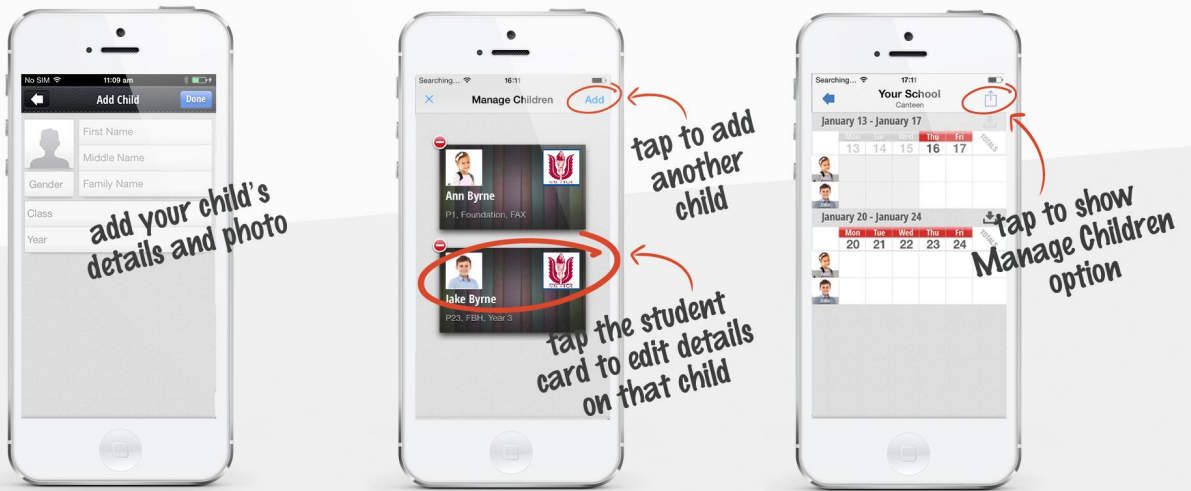 No SIM 11:09 am
Add Child Done
First Name
Middle Name
Gender Family Name
Class
Year
add your child's
details and photo
Searching... 16:11
Manage Children Add
Ann Byrne
P1, Foundation, FAX
Jake Byrne
P23, FBH, Year 3
tap to add
another
child
tap the student
card to edit details
on that child
Searching... 17:11
Your School
Canteen
January 13 - January 17
Mon Tue Wed Thu Fri TOTALS
13 14 15 16 17
January 20 - January 24
Mon Tue Wed Thu Fri TOTALS
20 21 22 23 24
tap to show
Manage Children
option